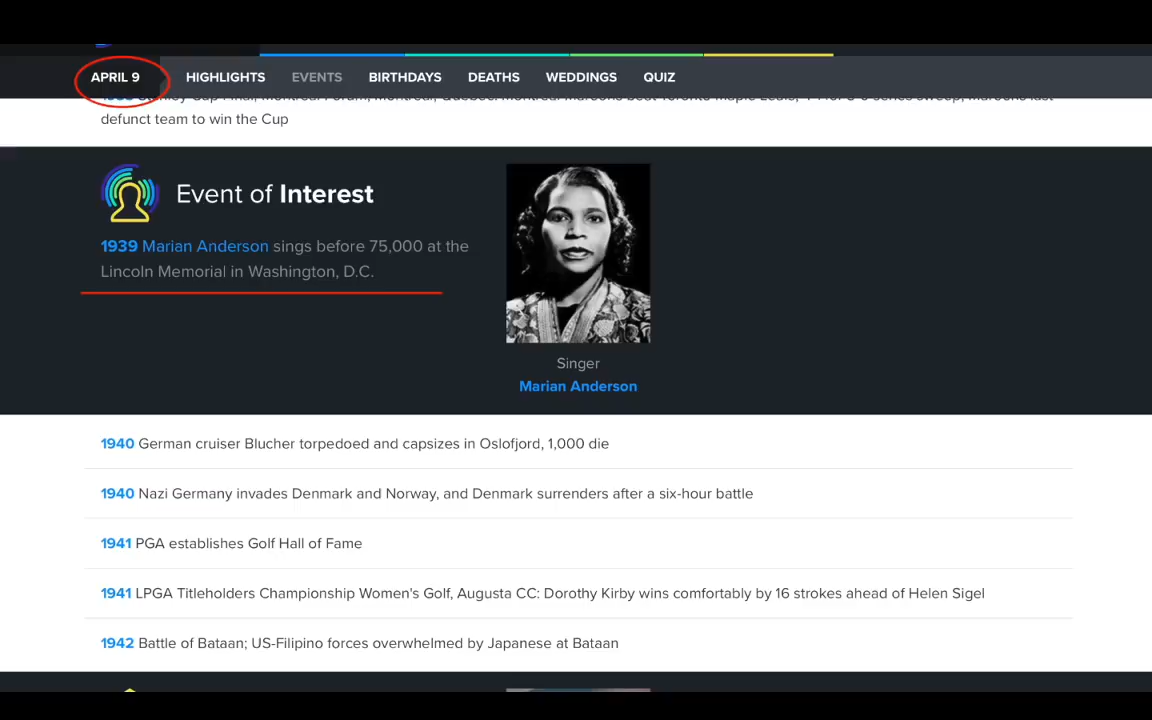 APRIL 9
HIGHLIGHTS
EVENTS
BIRTHDAYS
DEATHS
WEDDINGS
QUIZ
defunct team to win the Cup
Event of Interest
1939 Marian Anderson sings before 75,000 at the
Lincoln Memorial in Washington, D.C.
Singer
Marian Anderson
1940 German cruiser Blucher torpedoed and capsizes in Oslofjord, 1,000 die
1940 Nazi Germany invades Denmark and Norway, and Denmark surrenders after a six-hour battle
1941 PGA establishes Golf Hall of Fame
1941 LPGA Titleholders Championship Women's Golf, Augusta CC: Dorothy Kirby wins comfortably by 16 strokes ahead of Helen Sigel
1942 Battle of Bataan; US-Filipino forces overwhelmed by Japanese at Bataan